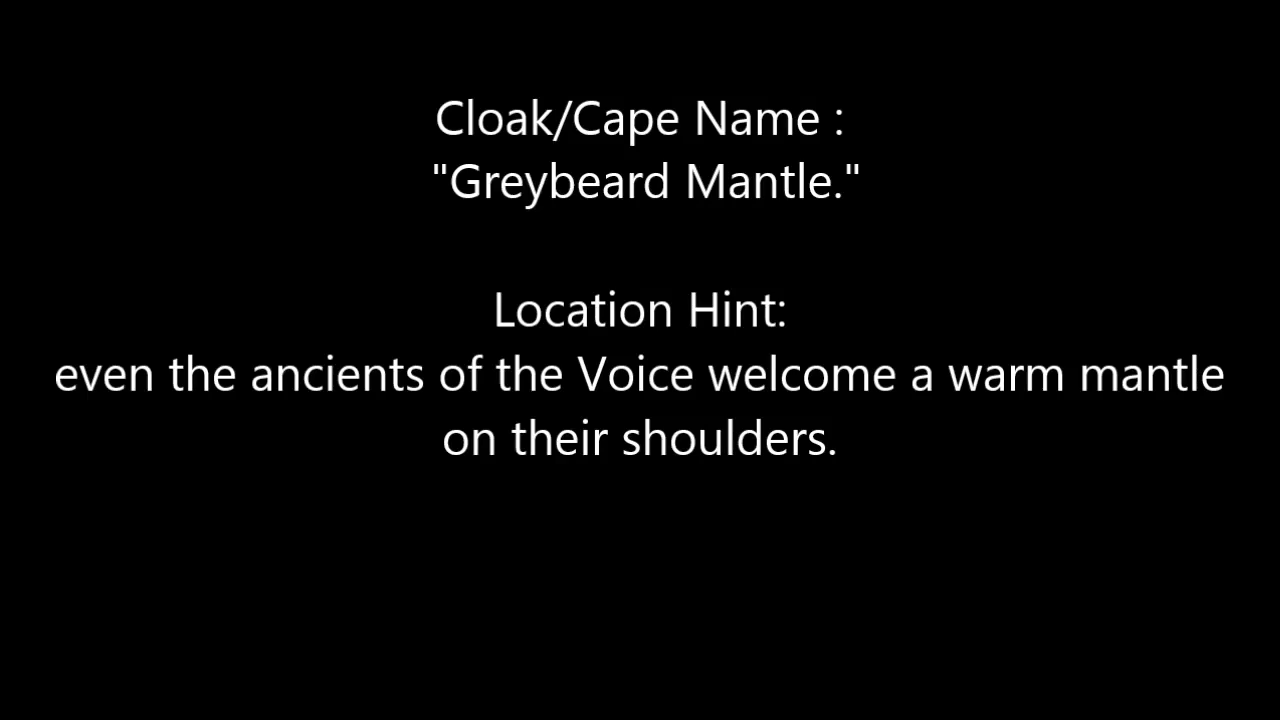 Cloak/Cape Name :
"Greybeard Mantle."
Location Hint:
even the ancients of the Voice welcome a warm mantle
on their shoulders.